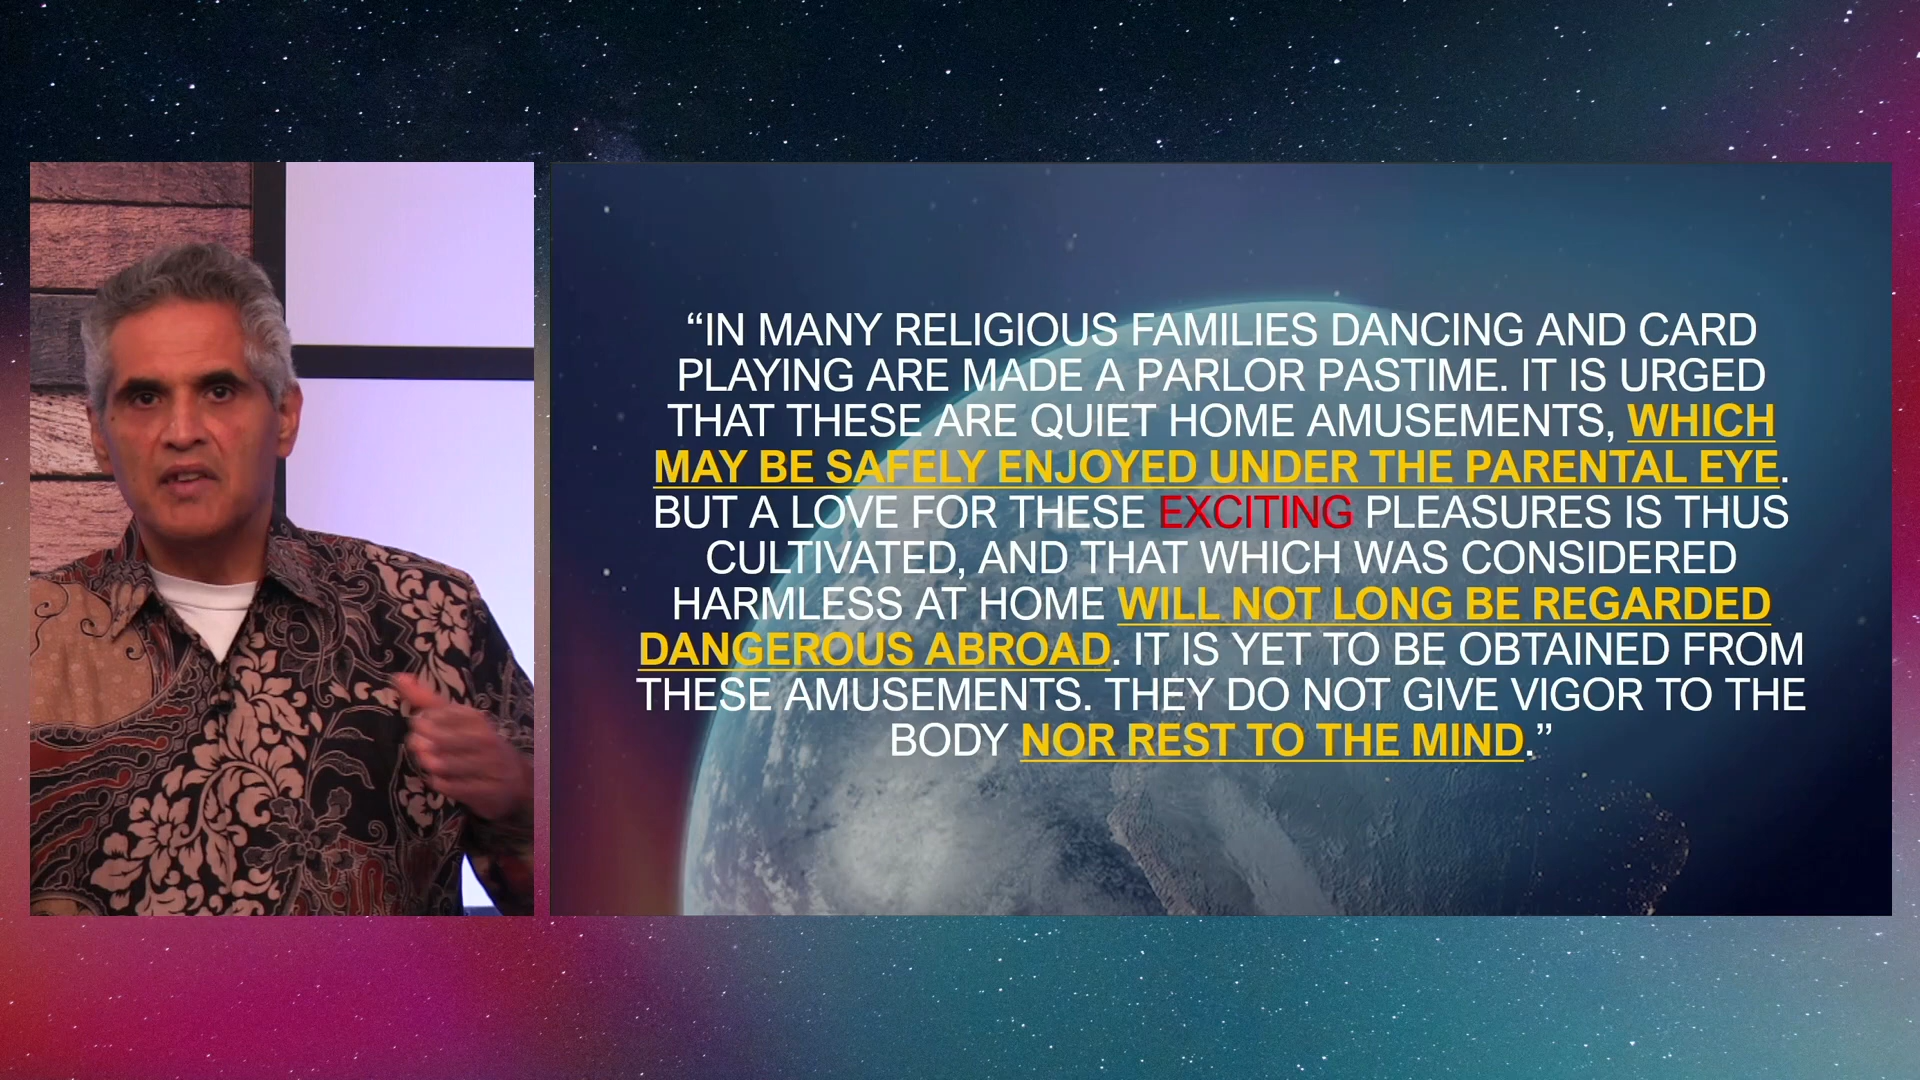 “IN MANY RELIGIOUS FAMILIES DANCING AND CARD
PLAYING ARE MADE A PARLOR PASTIME. IT IS URGED
THAT THESE ARE QUIET HOME AMUSEMENTS, WHICH
MAY BE SAFELY ENJOYED UNDER THE PARENTAL EYE.
BUT A LOVE FOR THESE EXCITING PLEASURES IS THUS
CULTIVATED, AND THAT WHICH WAS CONSIDERED
HARMLESS AT HOME WILL NOT LONG BE REGARDED
DANGEROUS ABROAD. IT IS YET TO BE OBTAINED FROM
THESE AMUSEMENTS. THEY DO NOT GIVE VIGOR TO THE
BODY NOR REST TO THE MIND.”